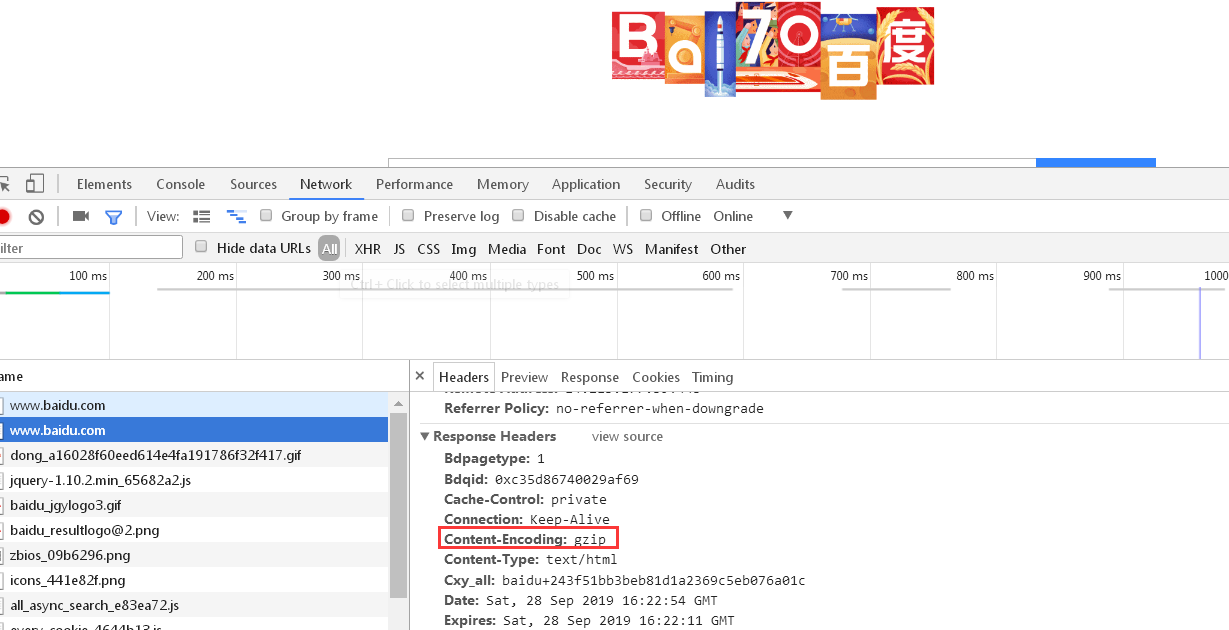 Bai70百度
Elements Console Sources Network Performance Memory Application Security Audits
View: Group by frame Preserve log Disable cache Offline Online ▼
ilter Hide data URLs All XHR JS CSS Img Media Font Doc WS Manifest Other
100 ms 200 ms 300 ms 400 ms 500 ms 600 ms 700 ms 800 ms 900 ms 1000
Ctrl + Click to select multiple types
ame
www.baidu.com
www.baidu.com
dong_a16028f60eed614e4fa191786f32f417.gif
jquery-1.10.2.min_65682a2.js
baidu_jgylogo3.gif
baidu_resultlogo@2.png
zbios_09b6296.png
icons_441e82f.png
all_async_search_e83ea72.js
× Headers Preview Response Cookies Timing
Referrer Policy: no-referrer-when-downgrade
▼ Response Headers view source
Bdpagetype: 1
Bdqid: 0xc35d86740029af69
Cache-Control: private
Connection: Keep-Alive
Content-Encoding: gzip
Content-Type: text/html
Cxy_all: baidu+243f51bb3beb81d1a2369c5eb076a01c
Date: Sat, 28 Sep 2019 16:22:54 GMT
Expires: Sat, 28 Sep 2019 16:22:11 GMT